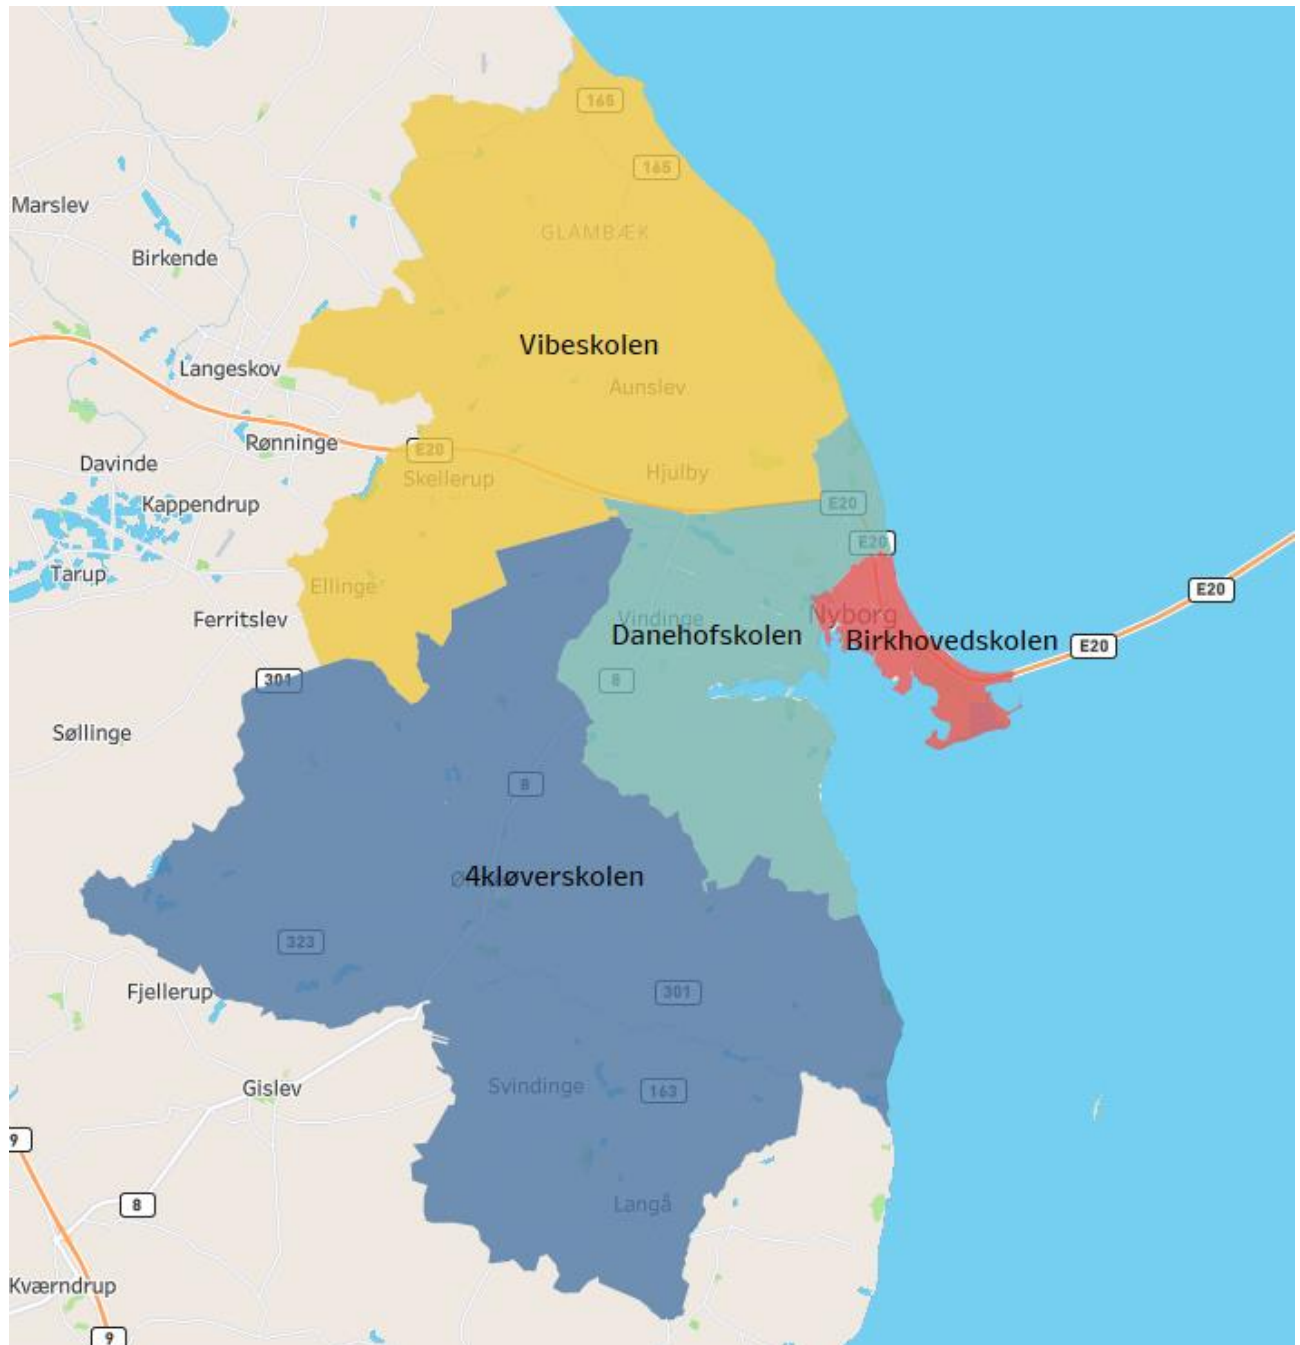 165
165
Marslev
GLAMBÆK
Birkende
Vibeskolen
Langeskov
Aunslev
Rønninge
E20
Davinde
Skellerup
Hjulby
Kappendrup
E20
E20
Tarup
Ellinge
E20
Ferritslev
Vindinge
Nyborg
Danehofskolen
Birkhovedskolen
E20
301
8
Søllinge
8
4kløverskolen
323
Fjellerup
301
Gislev
Svindinge
163
9
8
Langå
Kværndrup
9